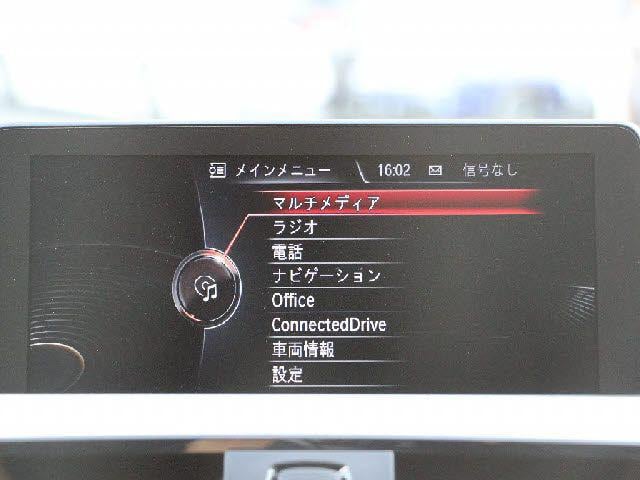 メインメニュー 16:02 信号なし
マルチメディア
ラジオ
電話
ナビゲーション
Office
ConnectedDrive
車両情報
設定